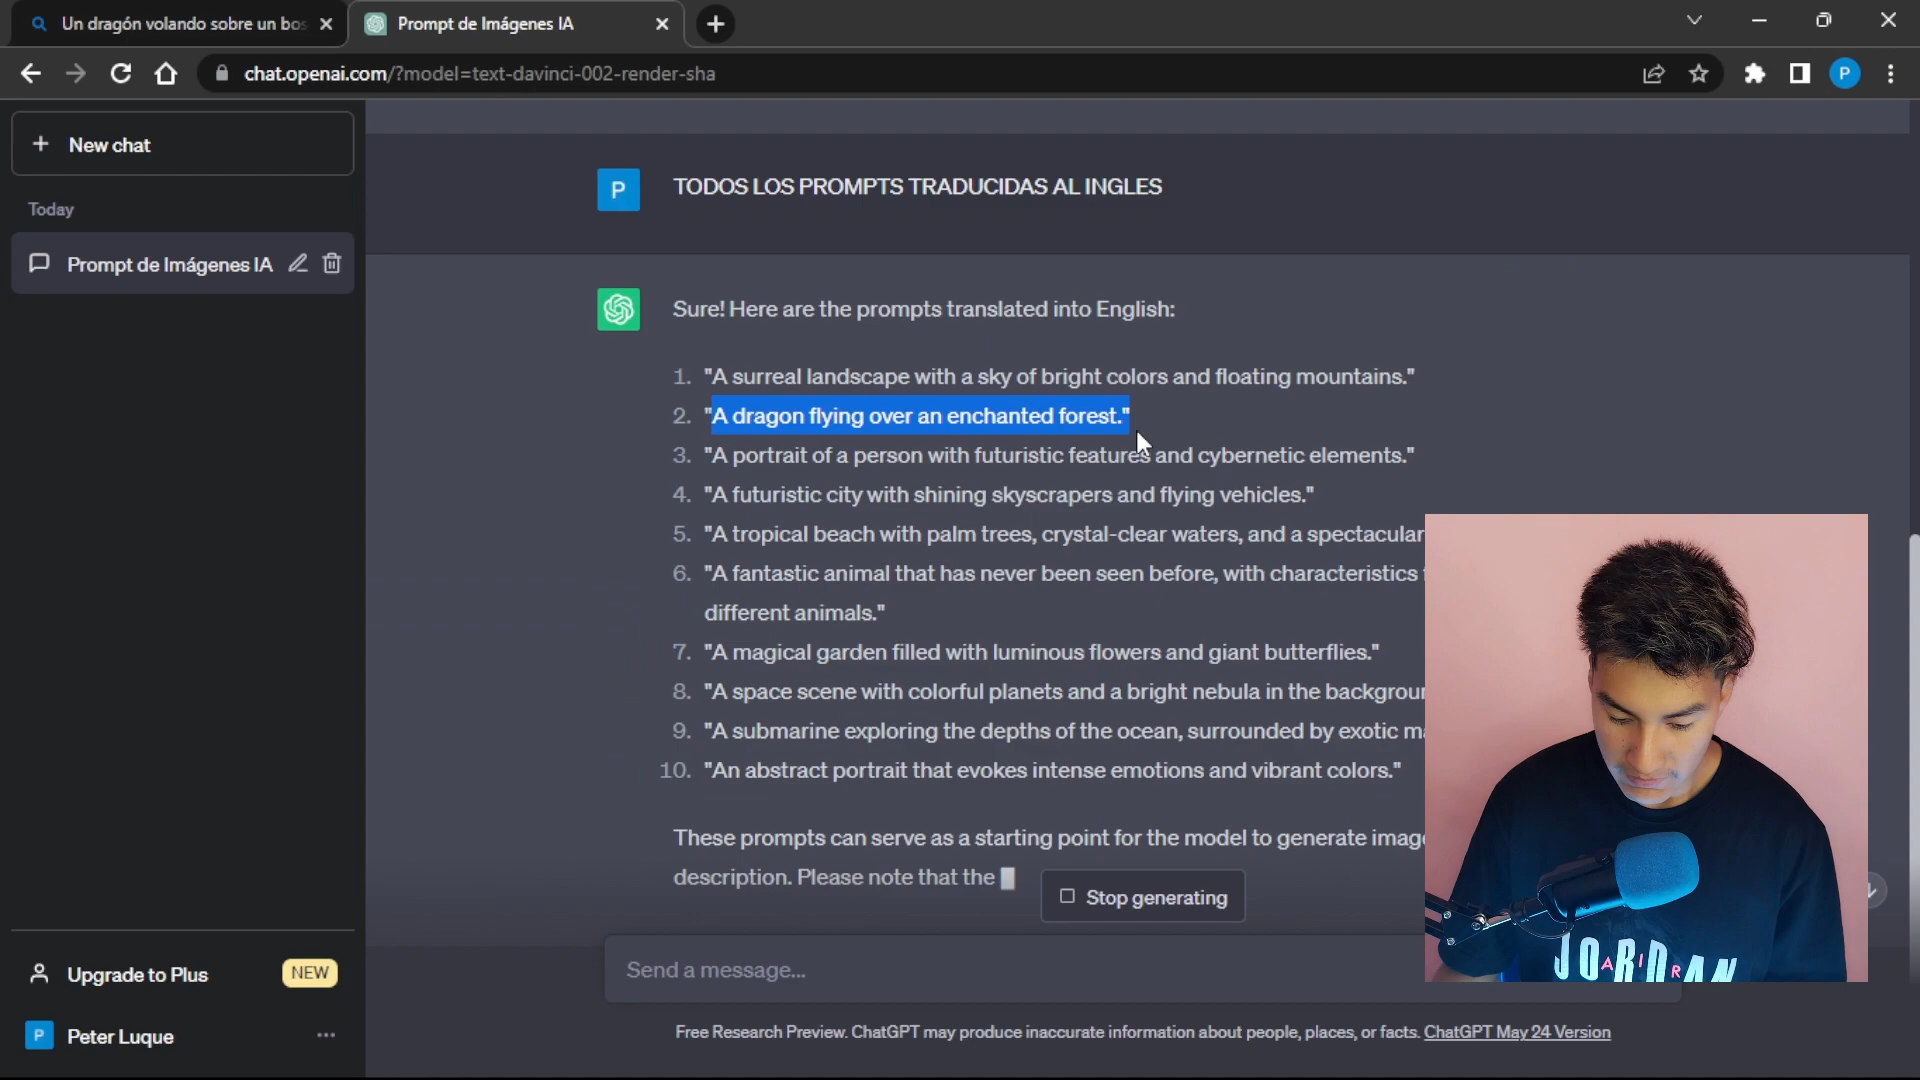 Un dragón volando sobre un bos
Prompt de Imágenes IA
chat.openai.com/?model=text-davinci-002-render-sha
P
New chat
Today
Prompt de Imágenes IA
P
TODOS LOS PROMPTS TRADUCIDAS AL INGLES
Sure! Here are the prompts translated into English:
1. "A surreal landscape with a sky of bright colors and floating mountains."
2. "A dragon flying over an enchanted forest."
3. "A portrait of a person with futuristic features and cybernetic elements."
4. "A futuristic city with shining skyscrapers and flying vehicles."
5. "A tropical beach with palm trees, crystal-clear waters, and a spectacular
6. "A fantastic animal that has never been seen before, with characteristics
different animals."
7. "A magical garden filled with luminous flowers and giant butterflies."
8. "A space scene with colorful planets and a bright nebula in the backgrou
9. "A submarine exploring the depths of the ocean, surrounded by exotic m
10. "An abstract portrait that evokes intense emotions and vibrant colors."
These prompts can serve as a starting point for the model to generate imag
description. Please note that the
Stop generating
Send a message...
Free Research Preview. ChatGPT may produce inaccurate information about people, places, or facts. ChatGPT May 24 Version
Upgrade to Plus
NEW
P
Peter Luque
JORDAN
AIR